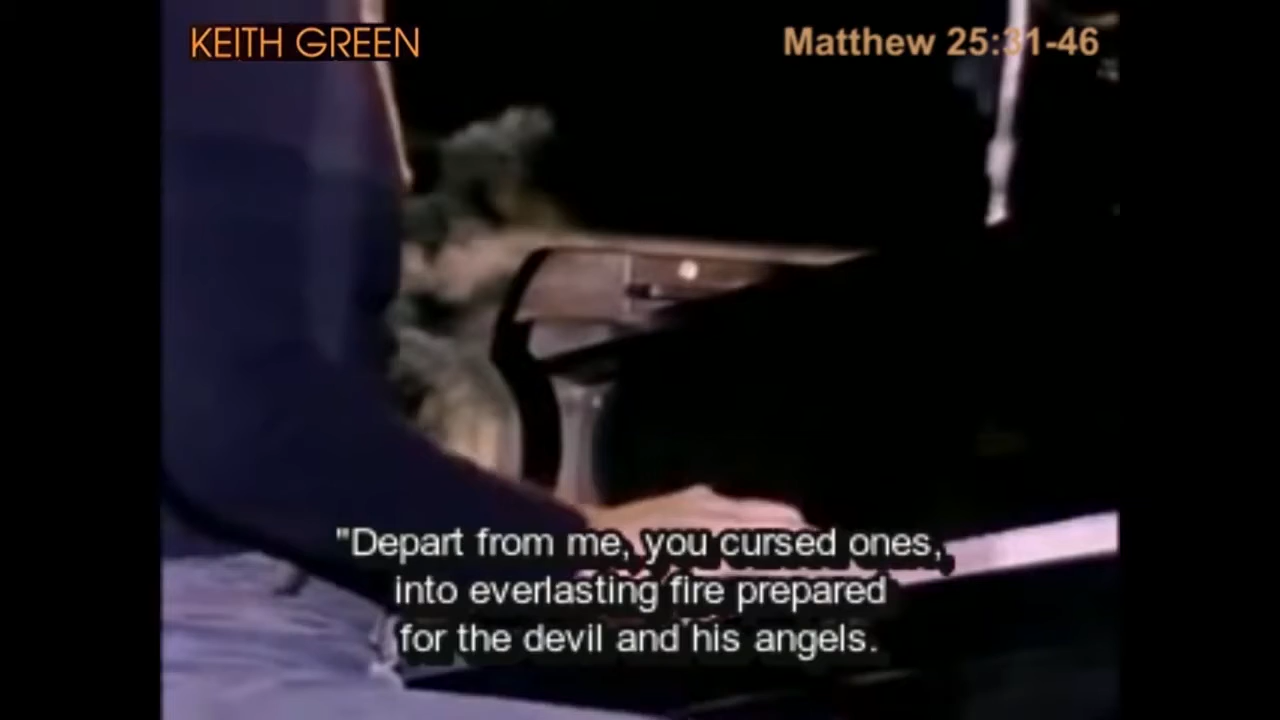 KEITH GREEN
Matthew 25:31-46
"Depart from me, you cursed ones,
into everlasting fire prepared
for the devil and his angels.